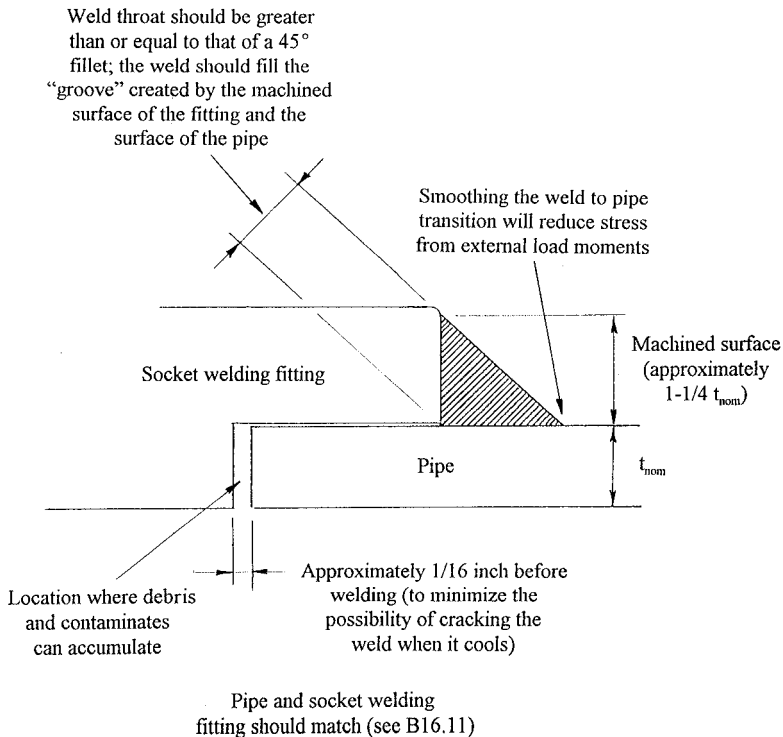 Weld throat should be greater
than or equal to that of a 45°
fillet; the weld should fill the
“groove” created by the machined
surface of the fitting and the
surface of the pipe
Smoothing the weld to pipe
transition will reduce stress
from external load moments
Machined surface
(approximately
1-1/4 tnom)
Socket welding fitting
Pipe
tnom
Location where debris
and contaminates
can accumulate
Approximately 1/16 inch before
welding (to minimize the
possibility of cracking the
weld when it cools)
Pipe and socket welding
fitting should match (see B16.11)